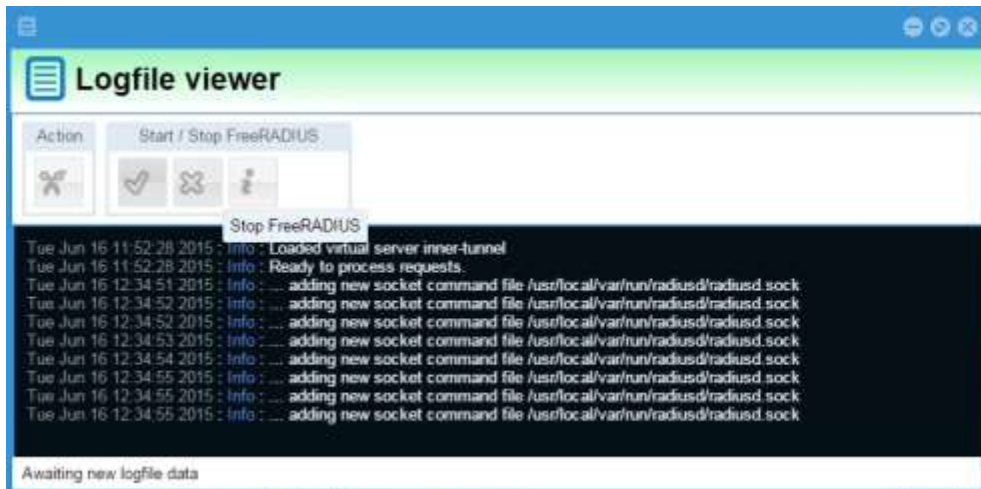 Logfile viewer
Action
Start / Stop FreeRADIUS
Stop FreeRADIUS
Tue Jun 16 11:52:28 2015 : Info : Loaded virtual server inner-tunnel
Tue Jun 16 11:52:28 2015 : Info : Ready to process requests.
Tue Jun 16 12:34:51 2015 : Info : ... adding new socket command file /usr/local/var/run/radiusd/radiusd.sock
Tue Jun 16 12:34:52 2015 : Info : ... adding new socket command file /usr/local/var/run/radiusd/radiusd.sock
Tue Jun 16 12:34:52 2015 : Info : ... adding new socket command file /usr/local/var/run/radiusd/radiusd.sock
Tue Jun 16 12:34:53 2015 : Info : ... adding new socket command file /usr/local/var/run/radiusd/radiusd.sock
Tue Jun 16 12:34:54 2015 : Info : ... adding new socket command file /usr/local/var/run/radiusd/radiusd.sock
Tue Jun 16 12:34:55 2015 : Info : ... adding new socket command file /usr/local/var/run/radiusd/radiusd.sock
Tue Jun 16 12:34:55 2015 : Info : ... adding new socket command file /usr/local/var/run/radiusd/radiusd.sock
Tue Jun 16 12:34:55 2015 : Info : ... adding new socket command file /usr/local/var/run/radiusd/radiusd.sock
Awaiting new logfile data